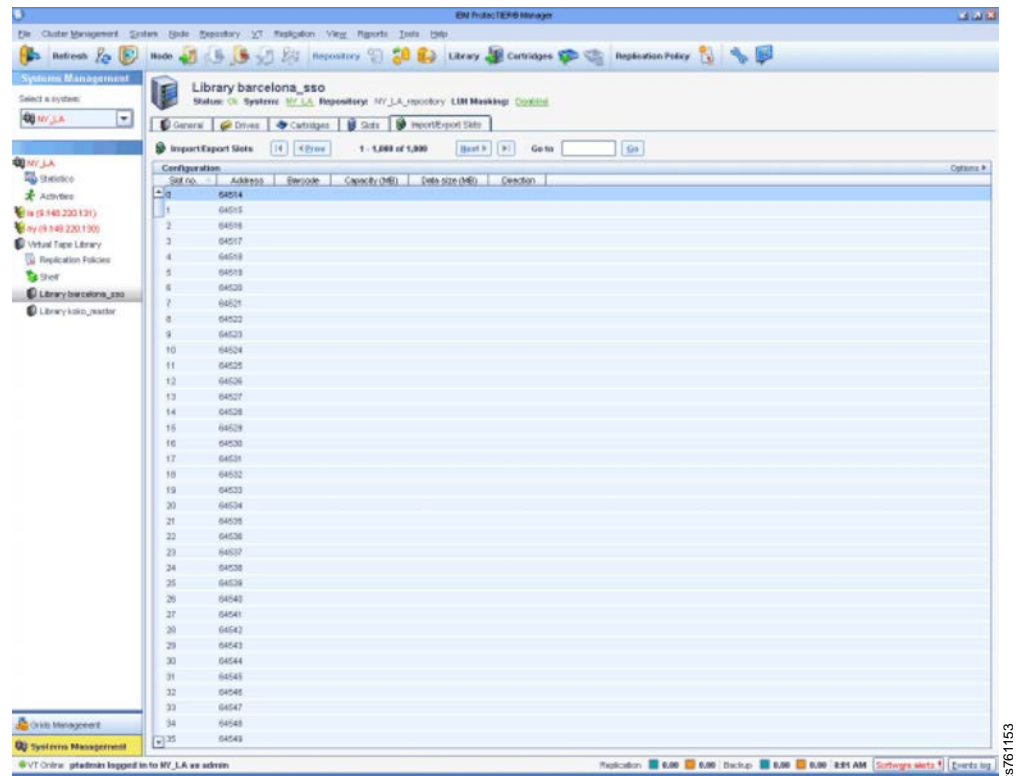 IBM ProtecTIER® Manager
File Cluster Management System Node Repository VT Replication View Reports Tools Help
Refresh Node Repository Library Cartridges Replication Policy
Systems Management
Select a system:
NY_LA
Library barcelona_sso
Status: Ok System: NY_LA Repository: NY_LA_repository LUN Masking: Disabled
General Drives Cartridges Slots Import/Export Slots
Import/Export Slots Prev 1 - 1,000 of 1,000 Next Go to Go
NY_LA
Statistics
Activities
la (9.148.220.131)
ny (9.148.220.130)
Virtual Tape Library
Replication Policies
Shelf
Library barcelona_sso
Library koko_master
Configuration Options
Slot no. Address Barcode Capacity (MB) Data size (MB) Direction
0 64514
1 64515
2 64516
3 64517
4 64518
5 64519
6 64520
7 64521
8 64522
9 64523
10 64524
11 64525
12 64526
13 64527
14 64528
15 64529
16 64530
17 64531
18 64532
19 64533
20 64534
21 64535
22 64536
23 64537
24 64538
25 64539
26 64540
27 64541
28 64542
29 64543
30 64544
31 64545
32 64546
33 64547
34 64548
35 64549
Grids Management
Systems Management
VT Online ptadmin logged in to NY_LA as admin Replication 0.00 0.00 Backup 0.00 0.00 8:51 AM Software alerts Events log
s761153